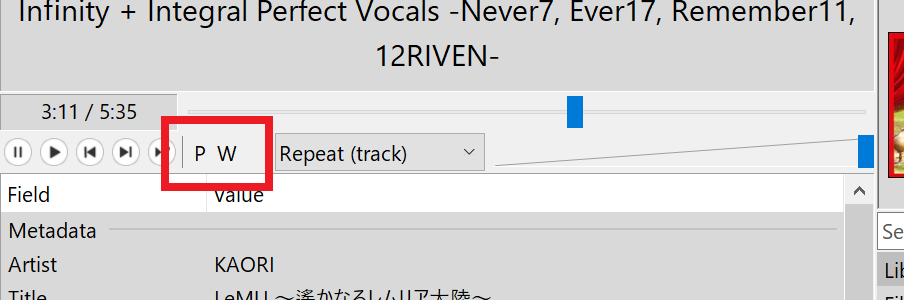 Infinity + Integral Perfect Vocals -Never7, Ever17, Remember11,
12RIVEN-
3:11 / 5:35
P W
Repeat (track)
Field
Value
Metadata
Artist
KAORI
Title
LeMU ～遙かなるレムリア大陸～
Se
Lib